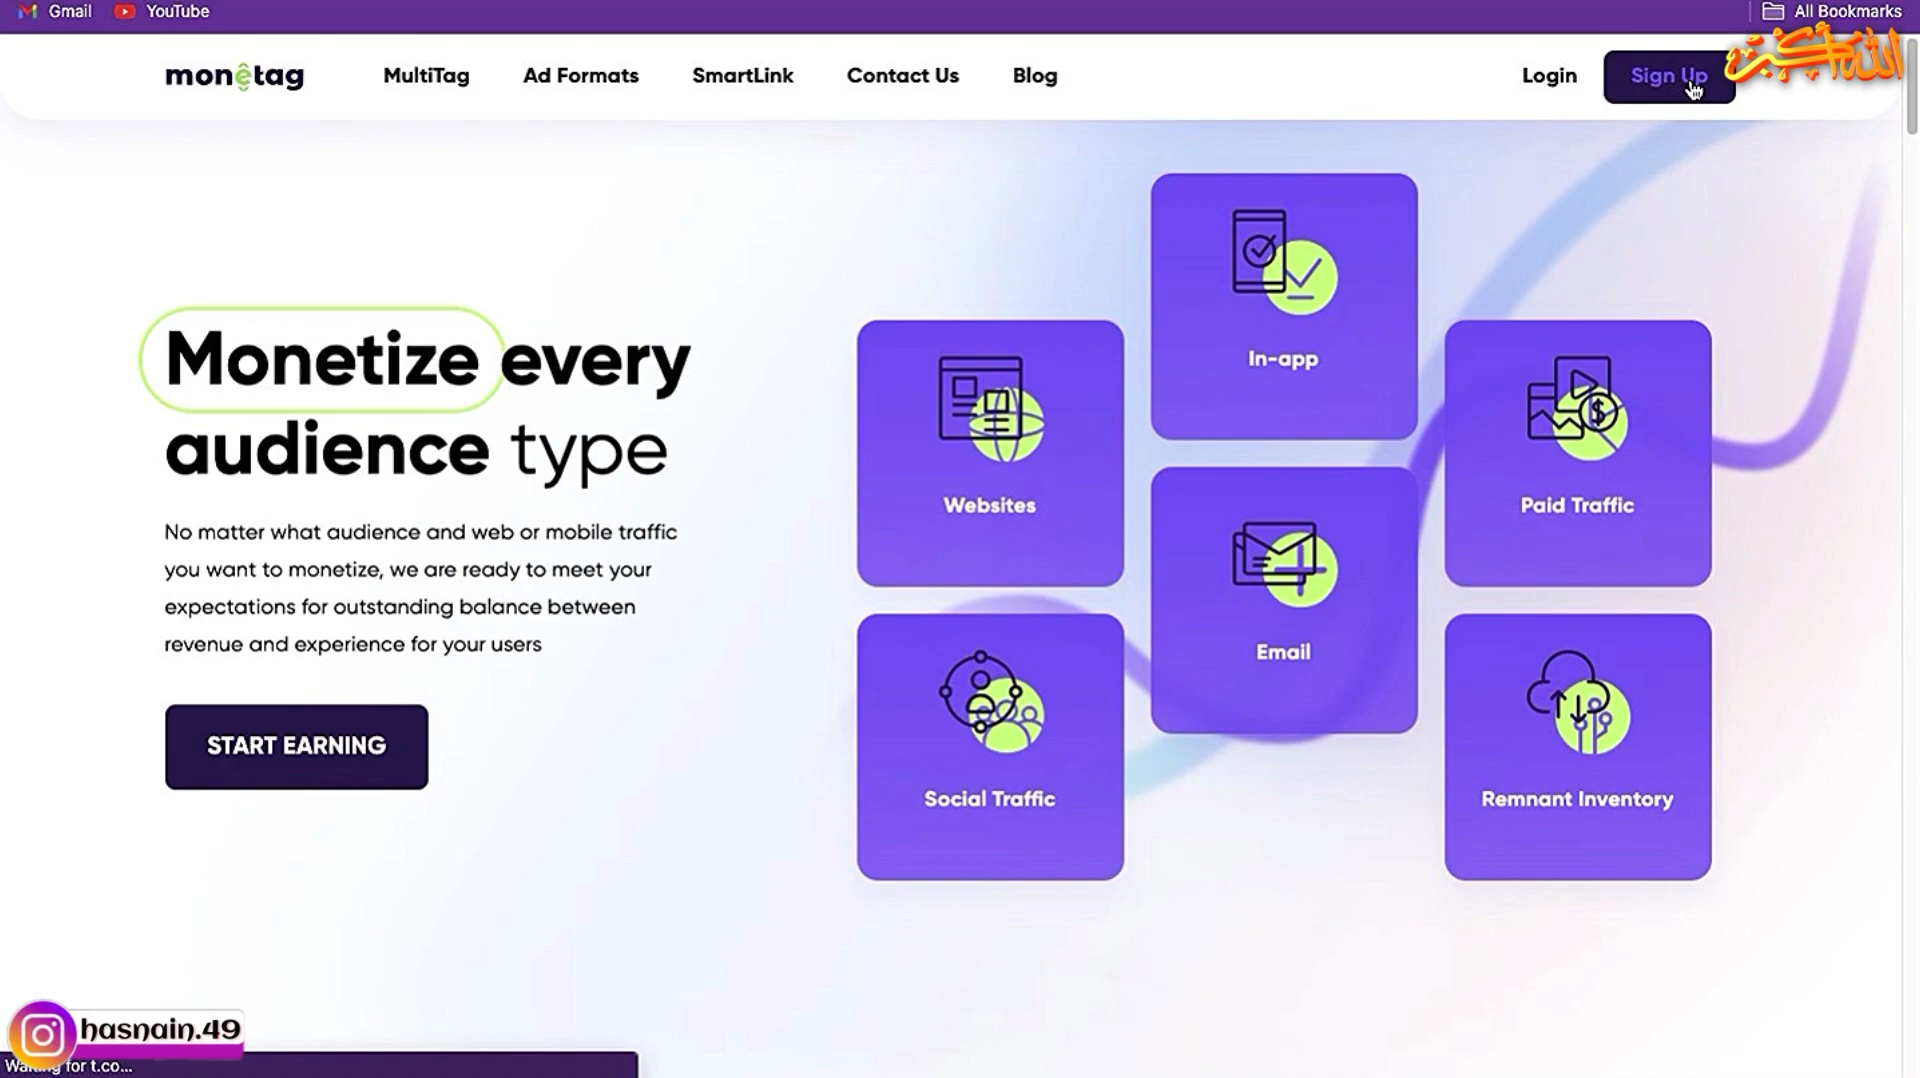 Gmail
YouTube
All Bookmarks
monêtag
MultiTag
Ad Formats
SmartLink
Contact Us
Blog
Login
Sign Up
الله أكبر
Monetize every
audience type
No matter what audience and web or mobile traffic
you want to monetize, we are ready to meet your
expectations for outstanding balance between
revenue and experience for your users
START EARNING
In-app
Websites
Paid Traffic
Email
Social Traffic
Remnant Inventory
hasnain.49
for t.co...